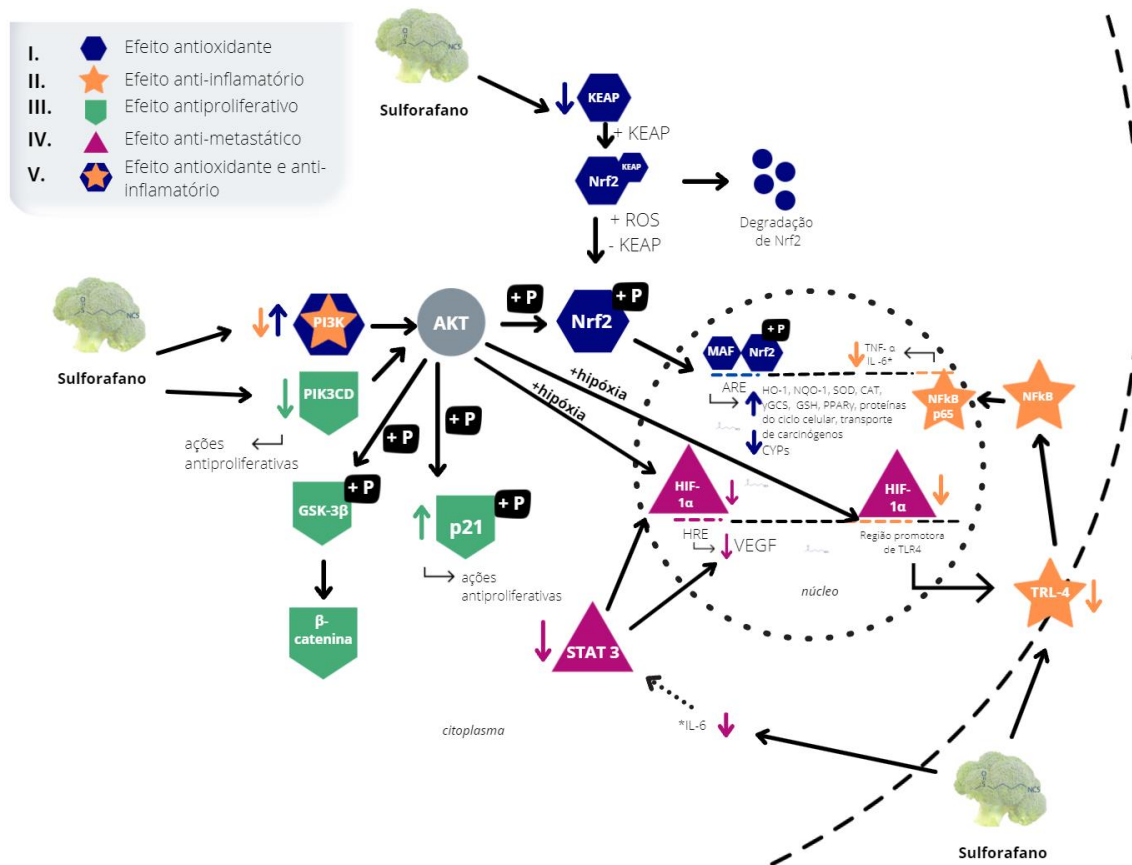 I.
Efeito antioxidante
II.
Efeito anti-inflamatório
III.
Efeito antiproliferativo
IV.
Efeito anti-metastático
V.
Efeito antioxidante e anti-
inflamatório
NCS
Sulforafano
KEAP
+ KEAP
Nrf2
KEAP
Degradação
de Nrf2
+ ROS
- KEAP
NCS
Sulforafano
PI3K
AKT
+ P
Nrf2
+ P
PIK3CD
ações
antiproliferativas
+ P
+ P
+hipóxia
+hipóxia
GSK-3β
+ P
p21
+ P
ações
antiproliferativas
β-
catenina
MAF
Nrf2
+ P
TNF- α
IL -6*
ARE
HO-1, NQO-1, SOD, CAT,
γGCS, GSH, PPARγ, proteínas
do ciclo celular, transporte
de carcinógenos
CYPs
NFkB
p65
NFkB
HIF-
1α
HIF-
1α
HRE
VEGF
Região promotora
de TLR4
núcleo
TRL-4
STAT 3
*IL-6
citoplasma
NCS
Sulforafano